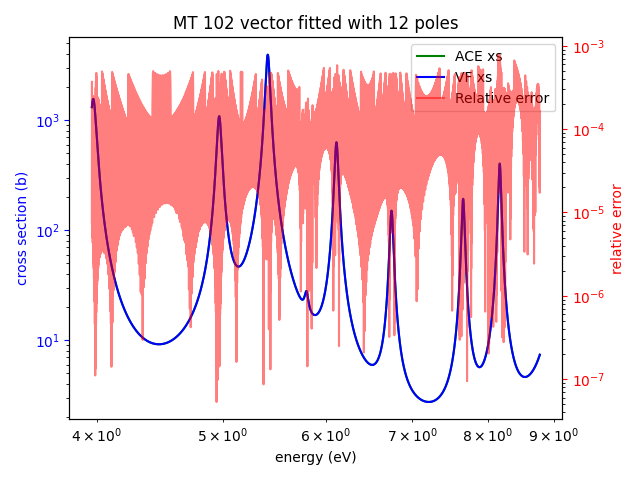 MT 102 vector fitted with 12 poles
ACE xs
VF xs
Relative error
cross section (b)
10³
10²
10¹
relative error
10⁻³
10⁻⁴
10⁻⁵
10⁻⁶
10⁻⁷
4 × 10⁰ 5 × 10⁰ 6 × 10⁰ 7 × 10⁰ 8 × 10⁰ 9 × 10⁰
energy (eV)